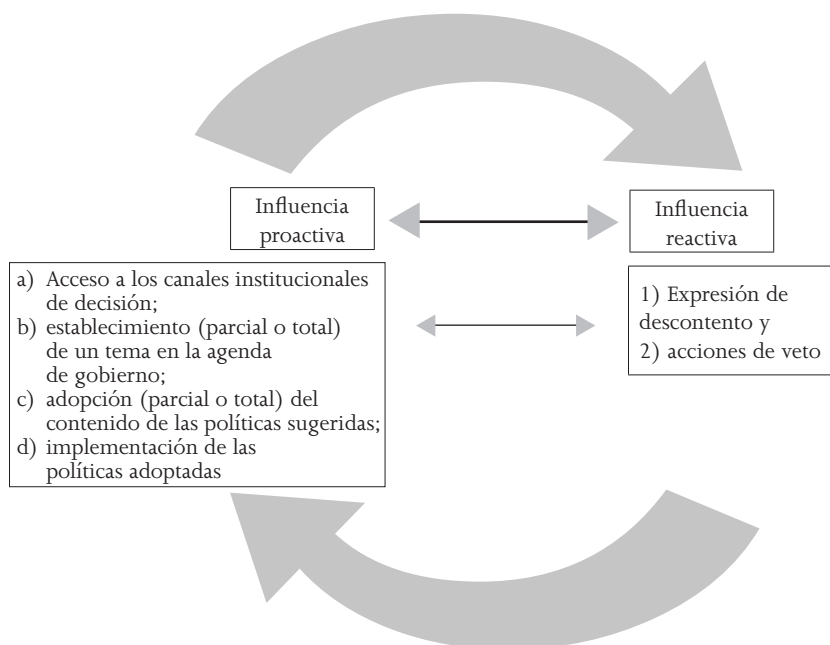 Influencia
proactiva
Influencia
reactiva
a) Acceso a los canales institucionales
de decisión;
b) establecimiento (parcial o total)
de un tema en la agenda
de gobierno;
c) adopción (parcial o total) del
contenido de las políticas sugeridas;
d) implementación de las
políticas adoptadas
1) Expresión de
descontento y
2) acciones de veto